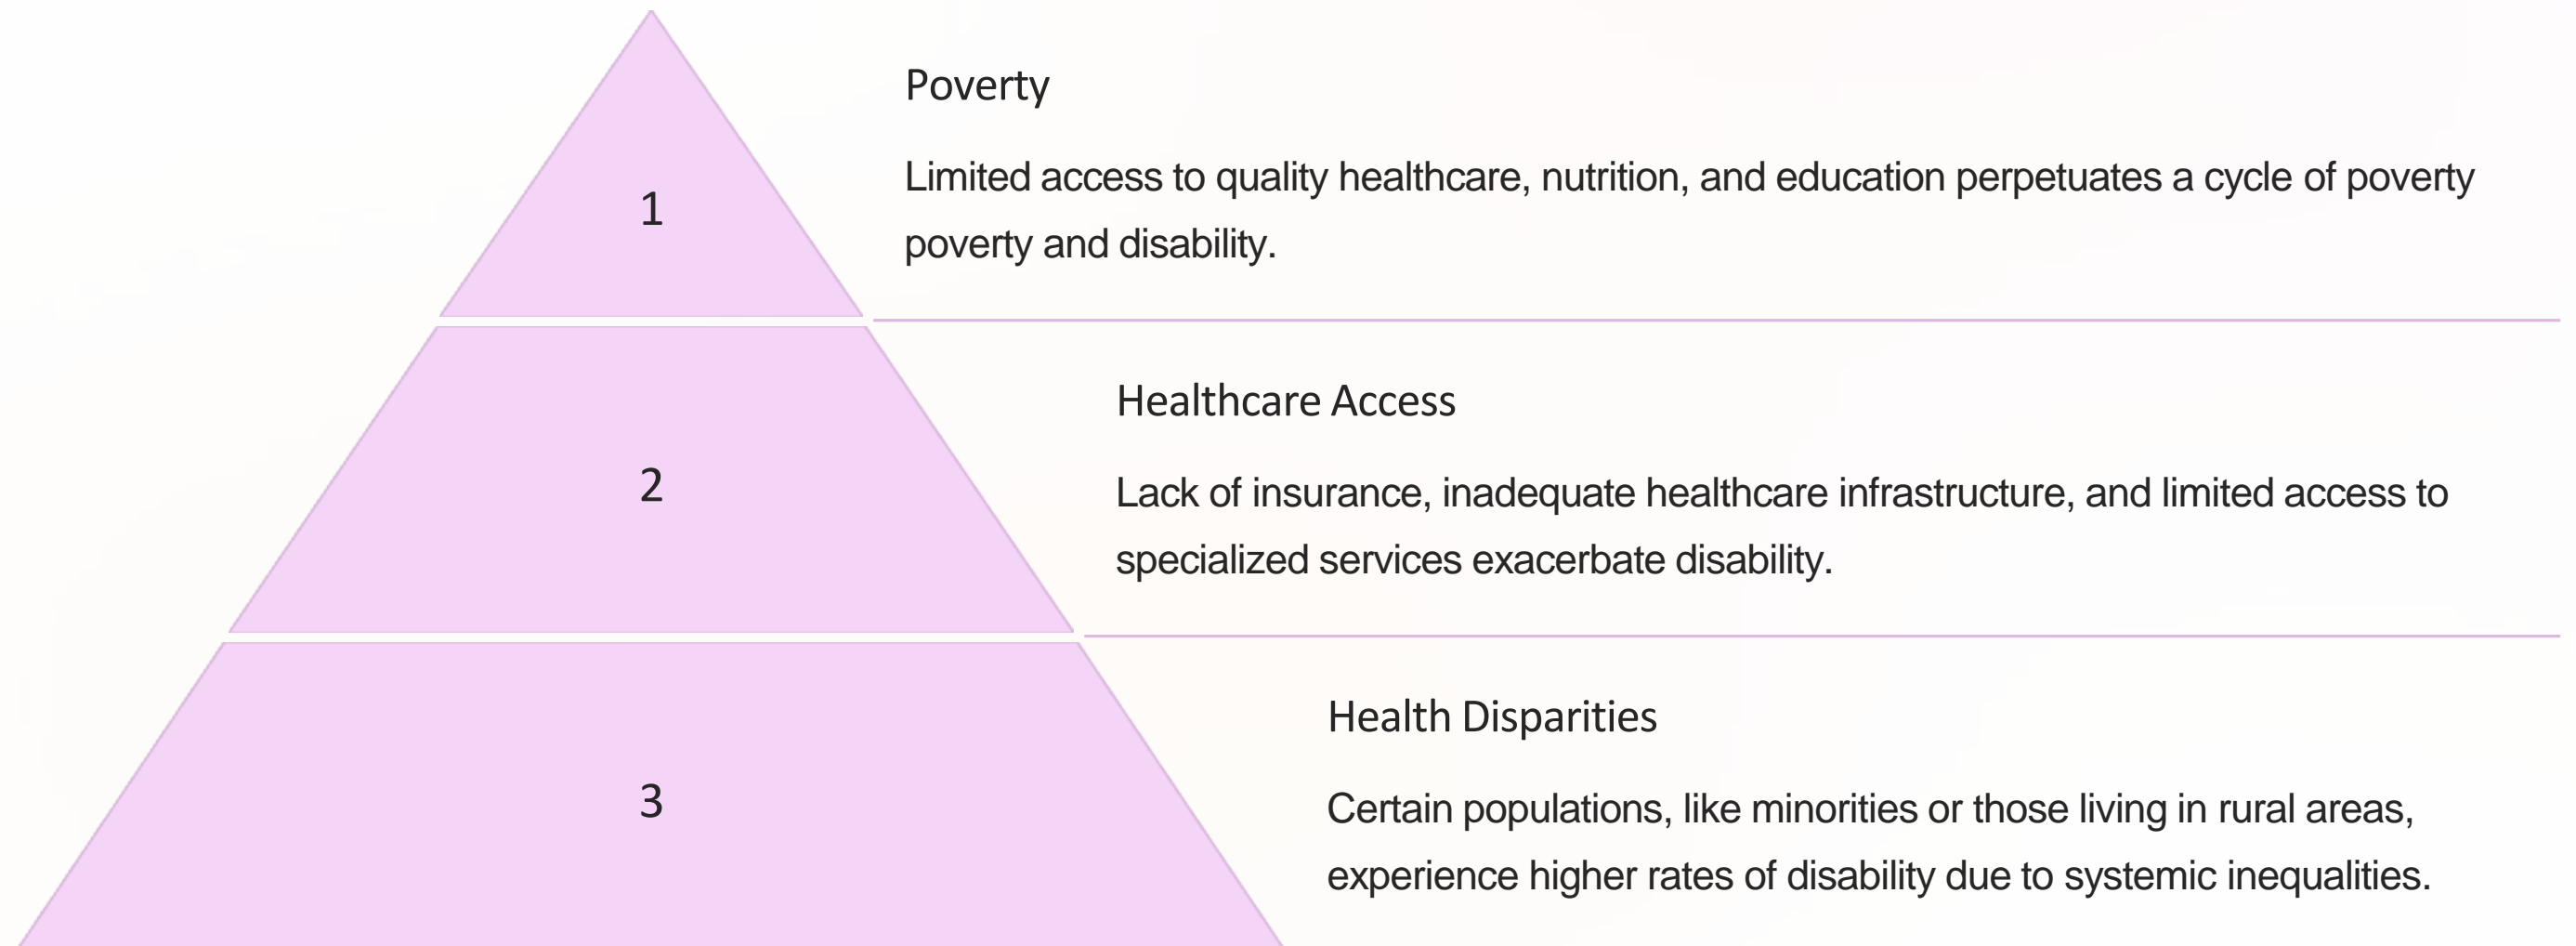 Poverty
Limited access to quality healthcare, nutrition, and education perpetuates a cycle of poverty
poverty and disability.
1
Healthcare Access
Lack of insurance, inadequate healthcare infrastructure, and limited access to
specialized services exacerbate disability.
2
Health Disparities
Certain populations, like minorities or those living in rural areas,
experience higher rates of disability due to systemic inequalities.
3